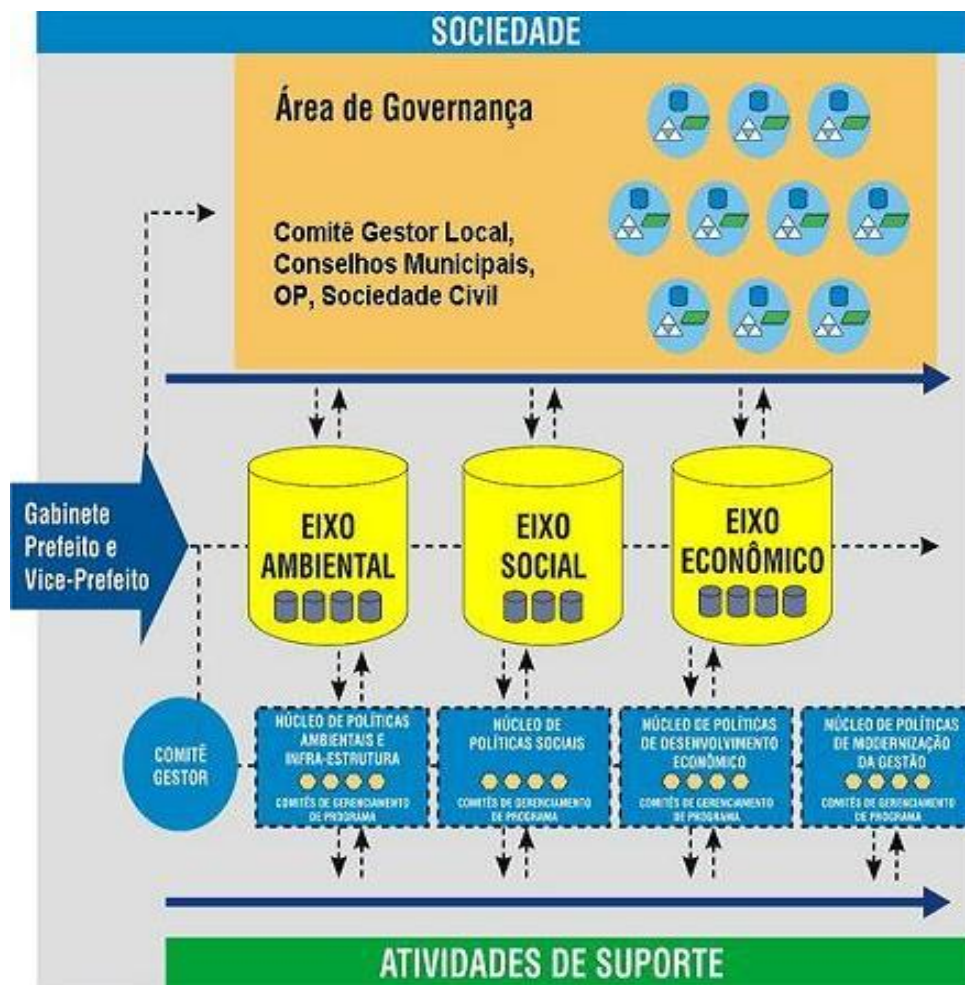 SOCIEDADE
Área de Governança
Comitê Gestor Local,
Conselhos Municipais,
OP, Sociedade Civil
Gabinete
Prefeito e
Vice-Prefeito
EIXO
AMBIENTAL
EIXO
SOCIAL
EIXO
ECONÔMICO
COMITÊ
GESTOR
NÚCLEO DE POLÍTICAS
AMBIENTAIS E
INFRA-ESTRUTURA
COMITÊS DE GERENCIAMENTO
DE PROGRAMA
NÚCLEO DE
POLÍTICAS SOCIAIS
COMITÊS DE GERENCIAMENTO
DE PROGRAMA
NÚCLEO DE POLÍTICAS
DE DESENVOLVIMENTO
ECONÔMICO
COMITÊS DE GERENCIAMENTO
DE PROGRAMA
NÚCLEO DE POLÍTICAS
DE MODERNIZAÇÃO
DA GESTÃO
COMITÊS DE GERENCIAMENTO
DE PROGRAMA
ATIVIDADES DE SUPORTE